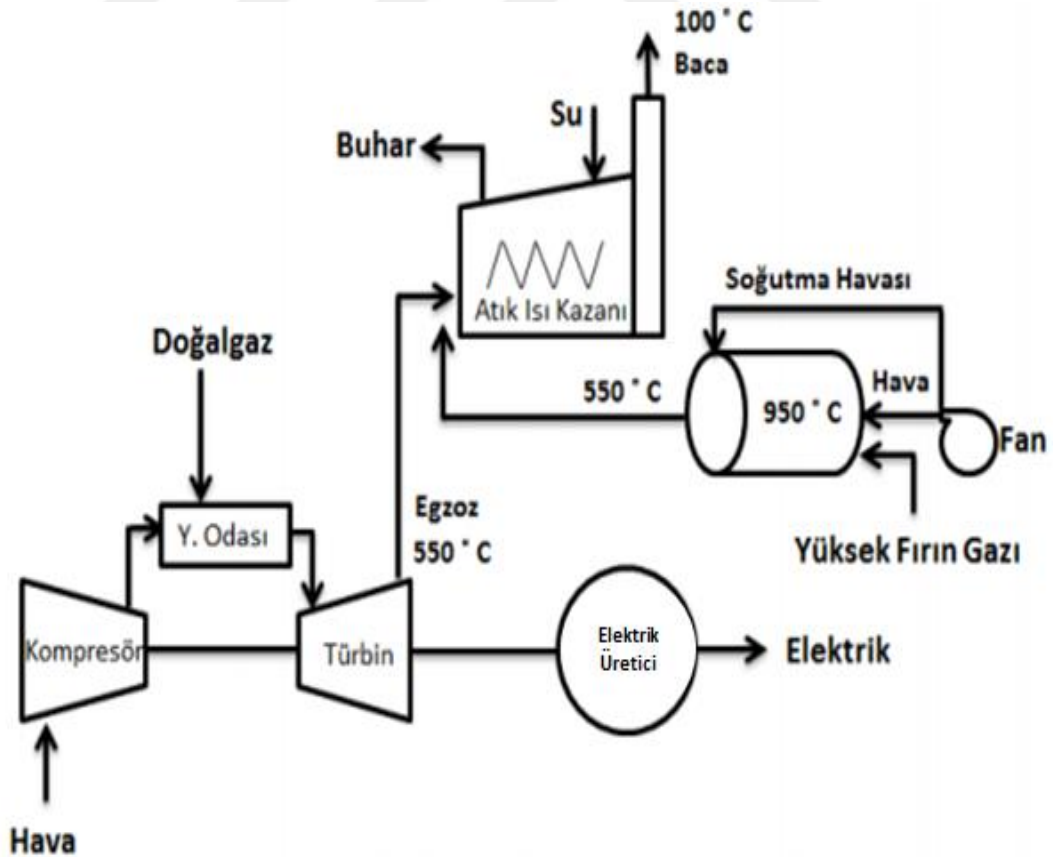 100 ° C
Baca
Su
Buhar
Atık Isı Kazanı
Soğutma Havası
Doğalgaz
550 ° C
950 ° C
Hava
Fan
Y. Odası
Egzoz
550 ° C
Yüksek Fırın Gazı
Kompresör
Türbin
Elektrik
Üretici
Elektrik
Hava